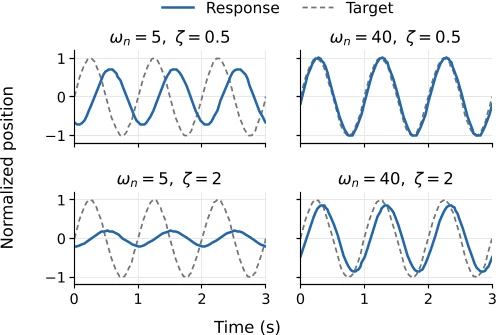 Response Target
ωₙ = 5, ζ = 0.5
ωₙ = 40, ζ = 0.5
1
0
−1
ωₙ = 5, ζ = 2
ωₙ = 40, ζ = 2
1
0
−1
0 1 2 3
0 1 2 3
Normalized position
Time (s)